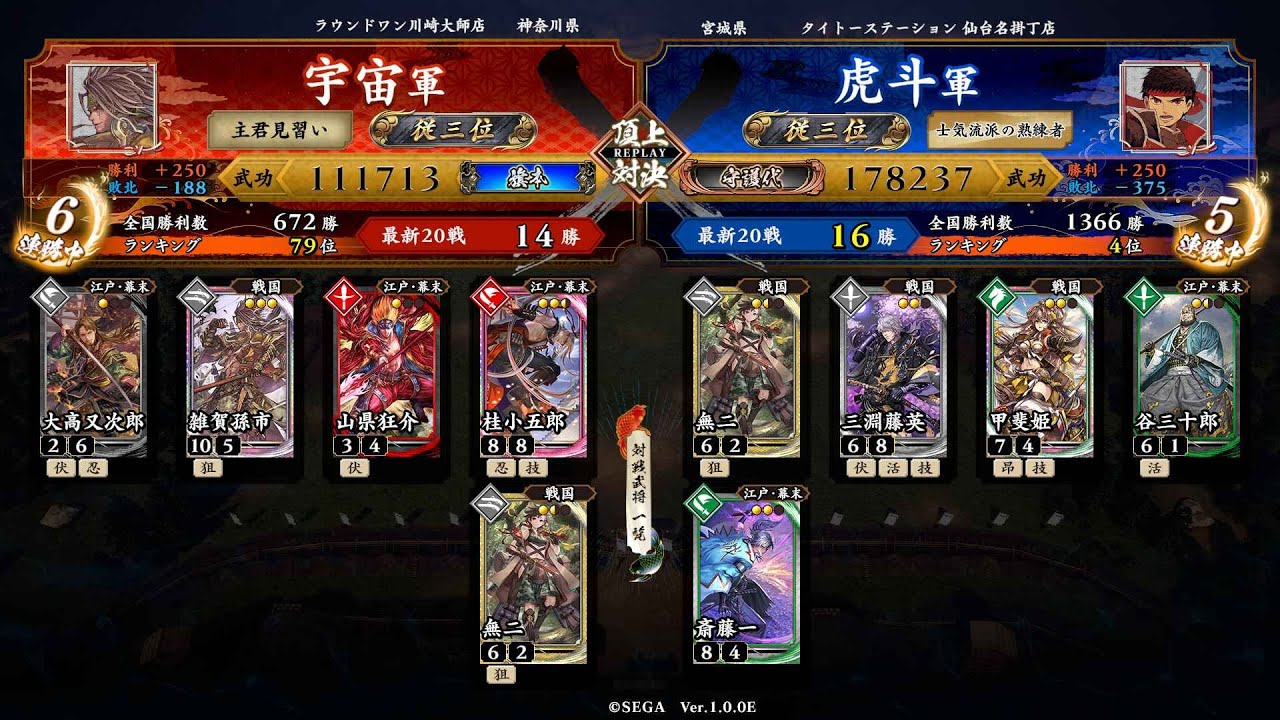 ラウンドワン川崎大師店 神奈川県
宮城県 タイトーステーション 仙台名掛丁店
宇宙軍
虎斗軍
主君見習い 従三位
従三位 士気流派の熟練者
頂上
REPLAY
対決
勝利 +250
敗北 -188
武功 111713 旗本
守護代 178237 武功
勝利 +250
敗北 -375
6
連勝中
全国勝利数 672勝
ランキング 79位
最新20戦 14勝
最新20戦 16勝
全国勝利数 1366勝
ランキング 4位
5
連勝中
江戸・幕末
大高又次郎
2 6
伏 忍
戦国
雑賀孫市
10 5
狙
江戸・幕末
山県狂介
3 4
伏
江戸・幕末
桂小五郎
8 8
忍 技
戦国
無二
6 2
狙
対戦武将一覧
戦国
無二
6 2
狙
戦国
三淵藤英
6 8
伏 活 技
戦国
甲斐姫
7 4
昂 技
江戸・幕末
谷三十郎
6 1
活
江戸・幕末
斎藤一
8 4
©SEGA Ver.1.0.0E